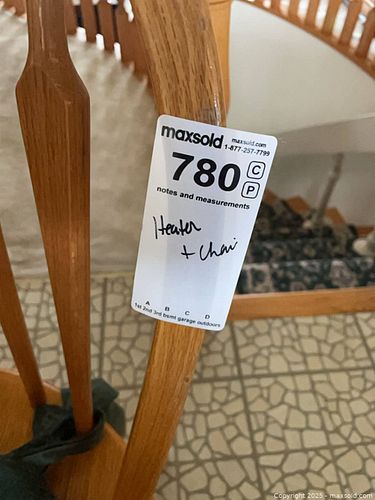 maxsold maxsold.com
1-877-257-7799
780 C
P
notes and measurements
Heater
+ Chair
A B C D
1st 2nd 3rd bsmt garage outdoors
Copyright 2025 - maxsold.com